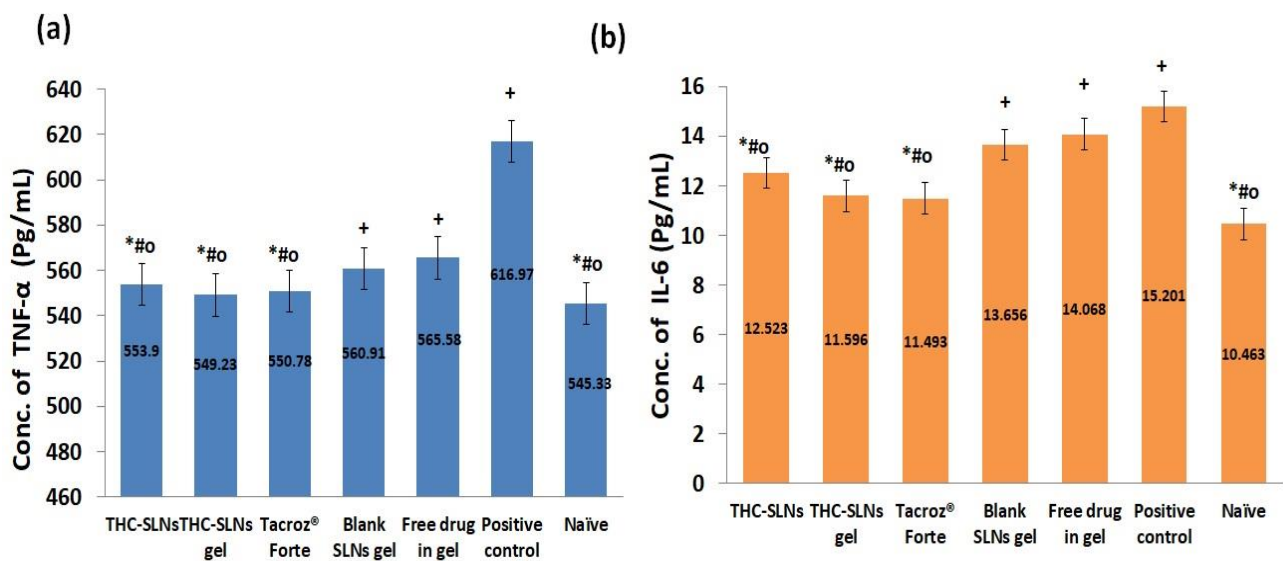 (a)
Conc. of TNF-α (Pg/mL)
640
620
600
580
560
540
520
500
480
460
*#o
*#o
*#o
+
+
+
*#o
553.9
549.23
550.78
560.91
565.58
616.97
545.33
THC-SLNs THC-SLNs Tacroz® Blank Free drug Positive Naïve
gel Forte SLNs gel in gel control
(b)
Conc. of IL-6 (Pg/mL)
16
14
12
10
8
6
4
2
0
*#o
*#o
*#o
+
+
+
*#o
12.523
11.596
11.493
13.656
14.068
15.201
10.463
THC-SLNs THC-SLNs Tacroz® Blank Free drug Positive Naïve
gel Forte SLNs gel in gel control